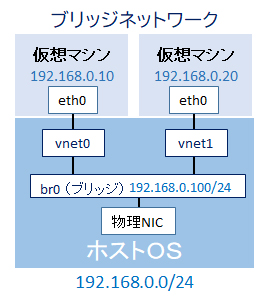 ブリッジネットワーク
仮想マシン 仮想マシン
192.168.0.10 192.168.0.20
eth0 eth0
vnet0 vnet1
br0 (ブリッジ) 192.168.0.100/24
物理NIC
ホストOS
192.168.0.0/24